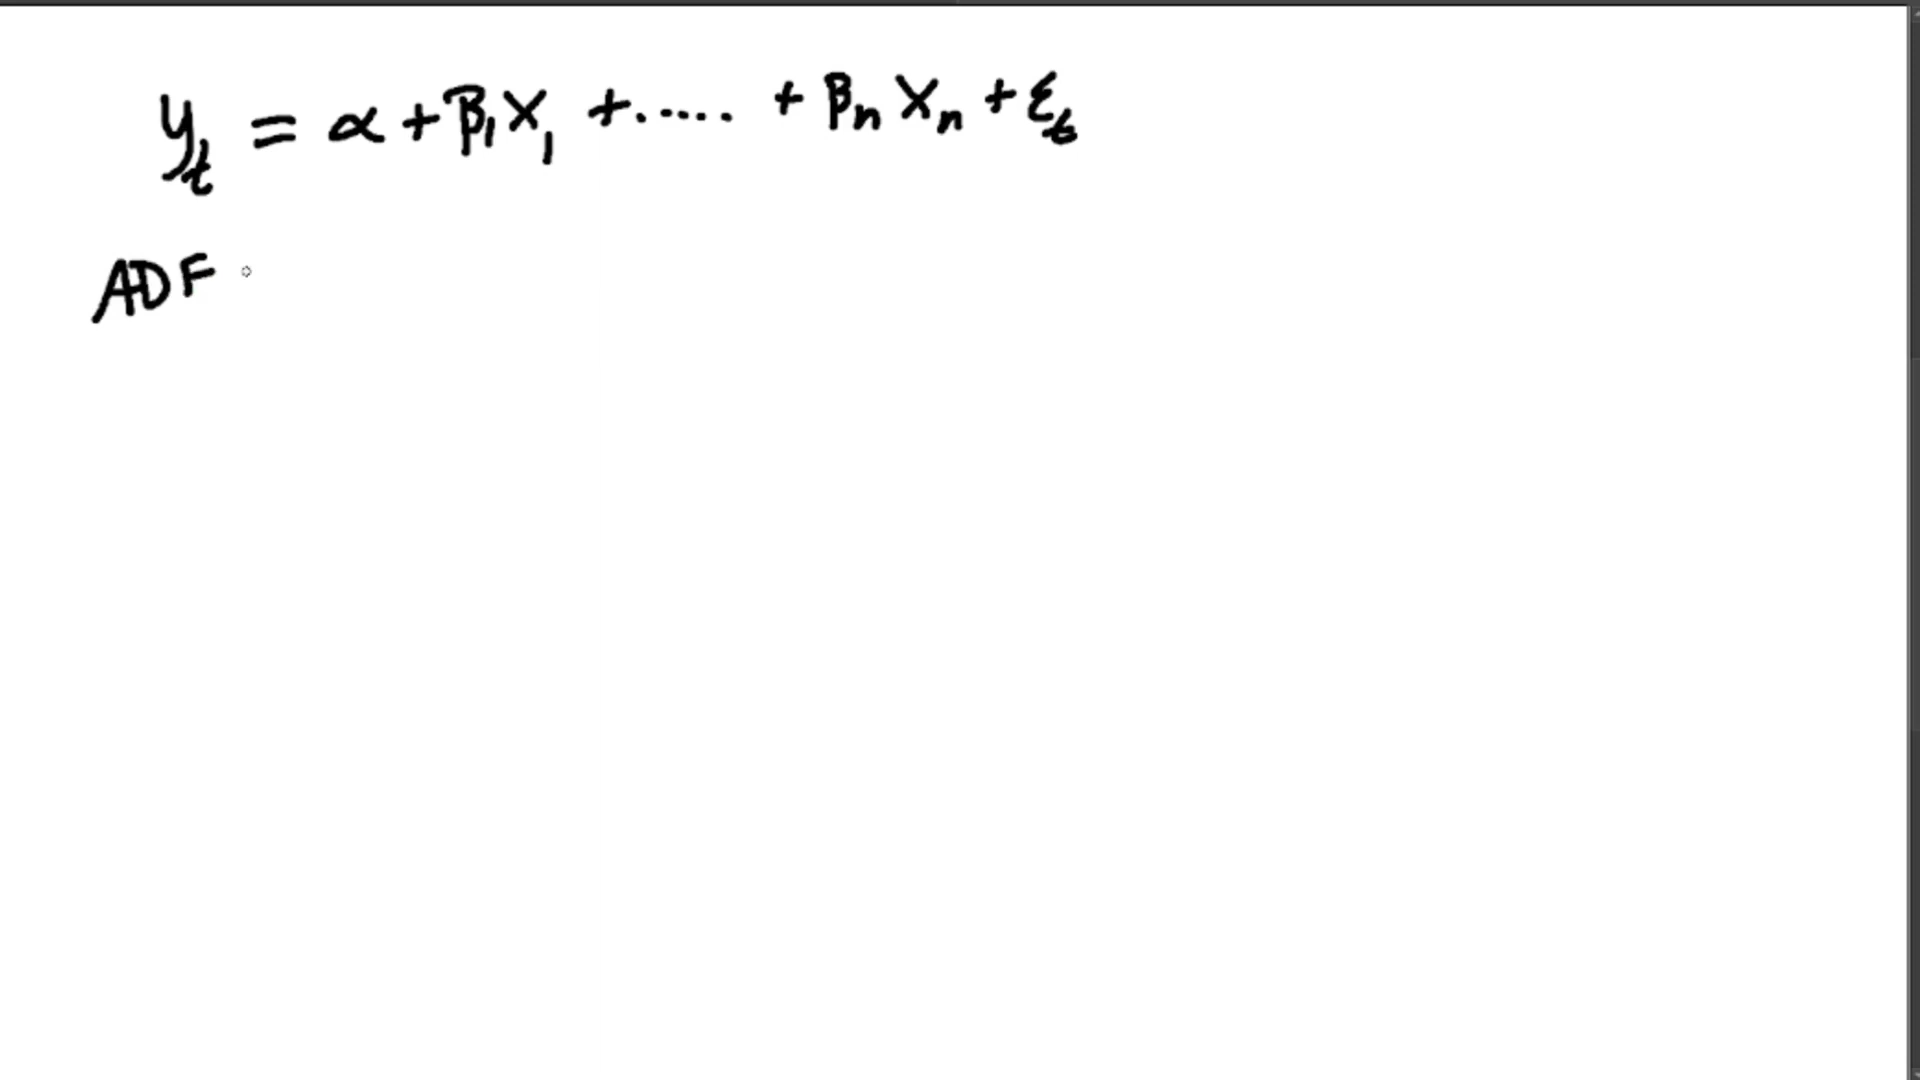 y_t = α + β_1 X_1 + ..... + β_n X_n + ε_t
ADF